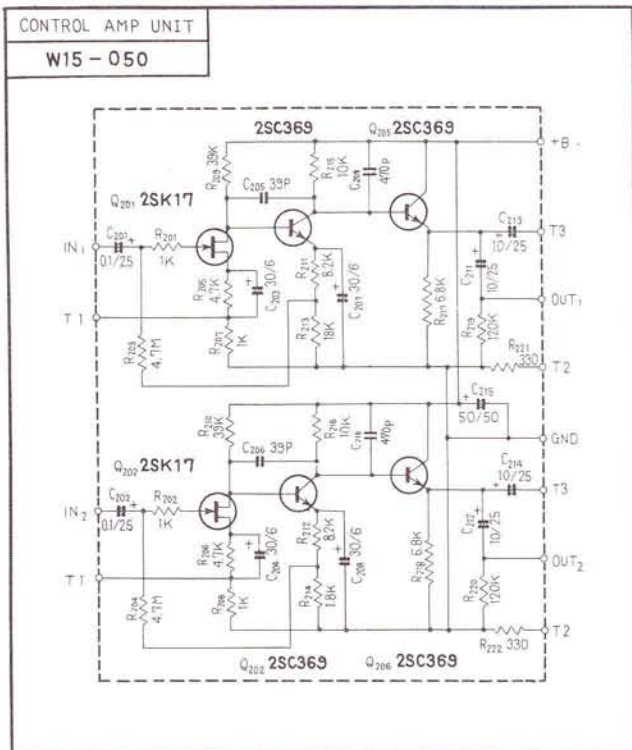 CONTROL AMP UNIT
W15-050
2SC369
Q205 2SC369
+B
R209 39K
R215 10K
C209 470P
C205 39P
Q201 2SK17
C201 +
0.1/25
R201
1K
IN1
C213
10/25
T3
R211 8.2K
C207 30/6
C203 30/6
R205 4.7K
C211 10/25
R217 6.8K
OUT1
T1
R203 4.7M
R207 1K
R213 18K
R219 120K
R221
330
T2
C215
50/50
R210 39K
R216 10K
C210 470P
GND
C206 39P
Q202 2SK17
C202 +
0.1/25
R202
1K
IN2
C214
10/25
T3
R212 8.2K
C208 30/6
C204 30/6
R206 4.7K
C212 10/25
R218 6.8K
OUT2
T1
R204 4.7M
R208 1K
R214 1.8K
R220 120K
T2
R222 330
Q202 2SC369
Q206 2SC369